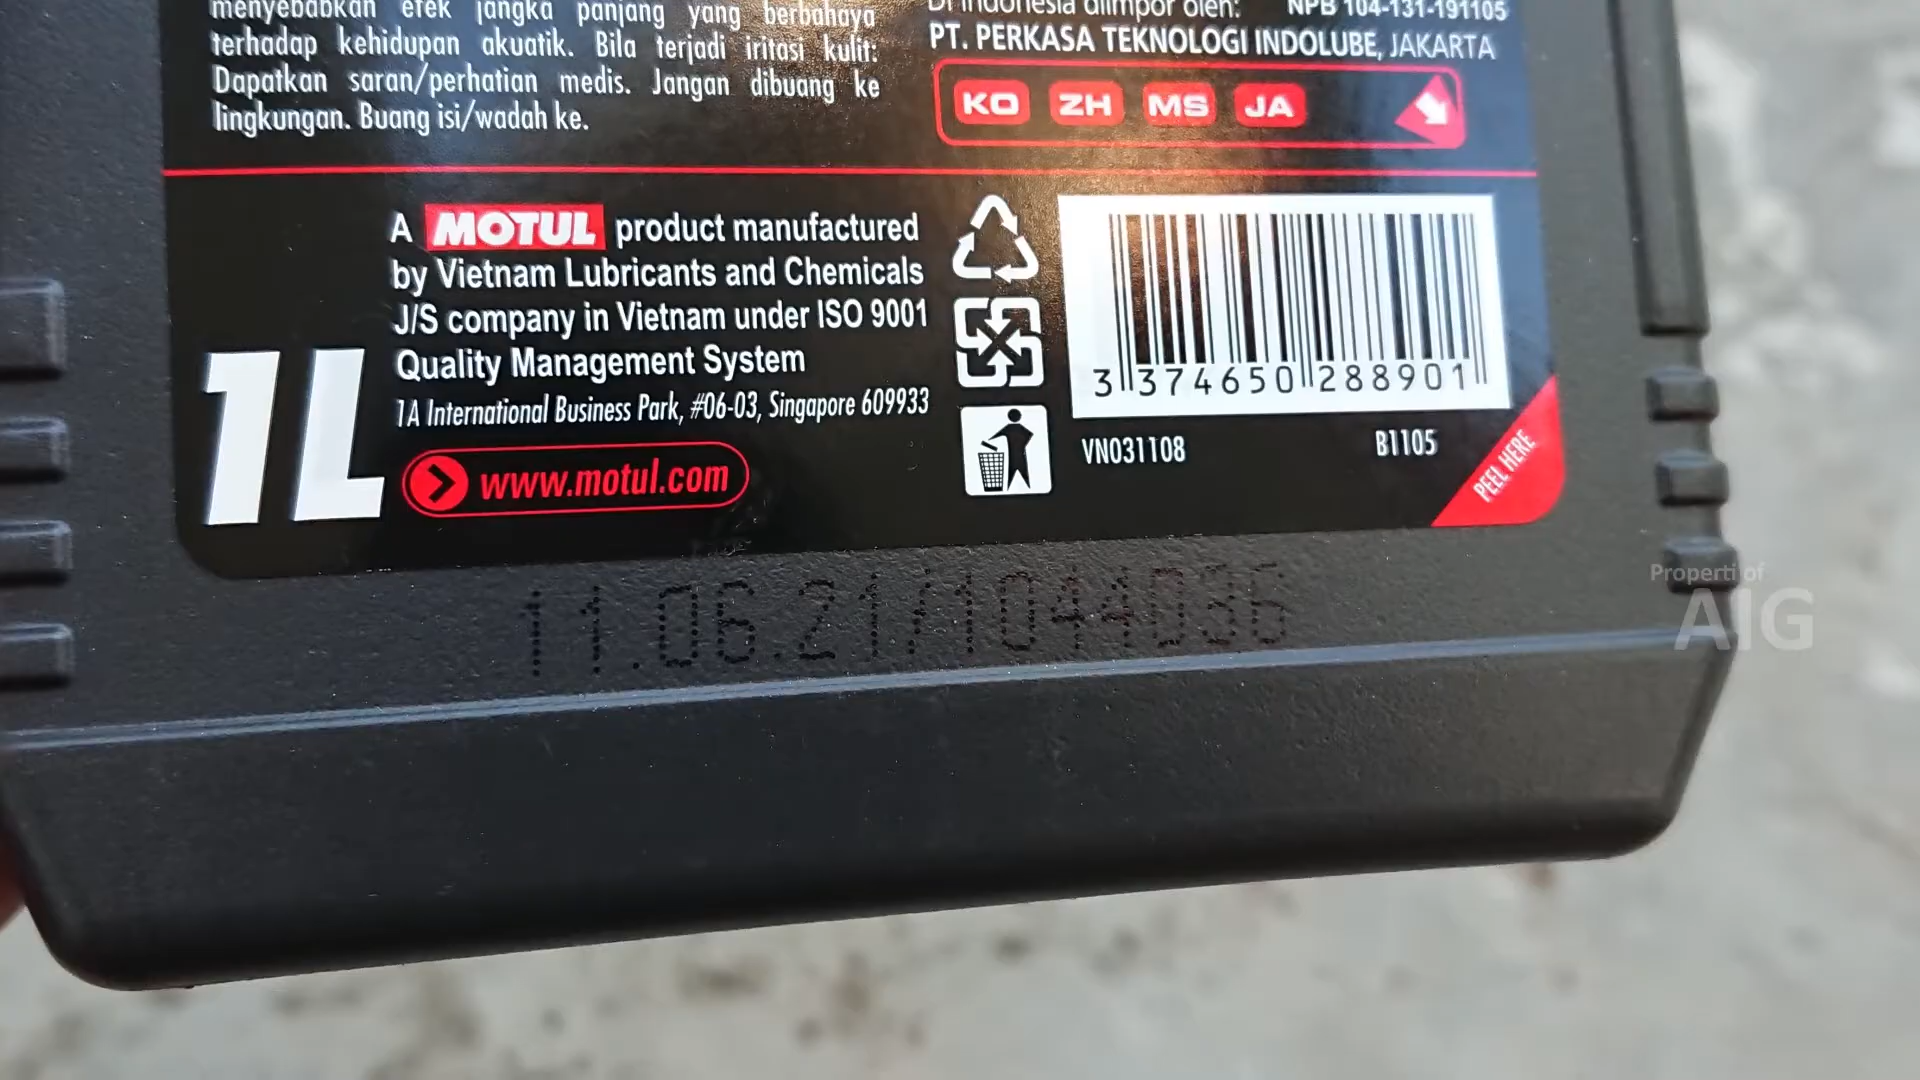 menyebabkan efek jangka panjang yang berbahaya
terhadap kehidupan akuatik. Bila terjadi iritasi kulit:
Dapatkan saran/perhatian medis. Jangan dibuang ke
lingkungan. Buang isi/wadah ke.
Di Indonesia diimpor oleh: NPB 104-131-191105
PT. PERKASA TEKNOLOGI INDOLUBE, JAKARTA
KO ZH MS JA
1L
A MOTUL product manufactured
by Vietnam Lubricants and Chemicals
J/S company in Vietnam under ISO 9001
Quality Management System
1A International Business Park, #06-03, Singapore 609933
www.motul.com
3 374650 288901
VN031108 B1105
PEEL HERE
11.06.21/1044036
Properti of
AIG